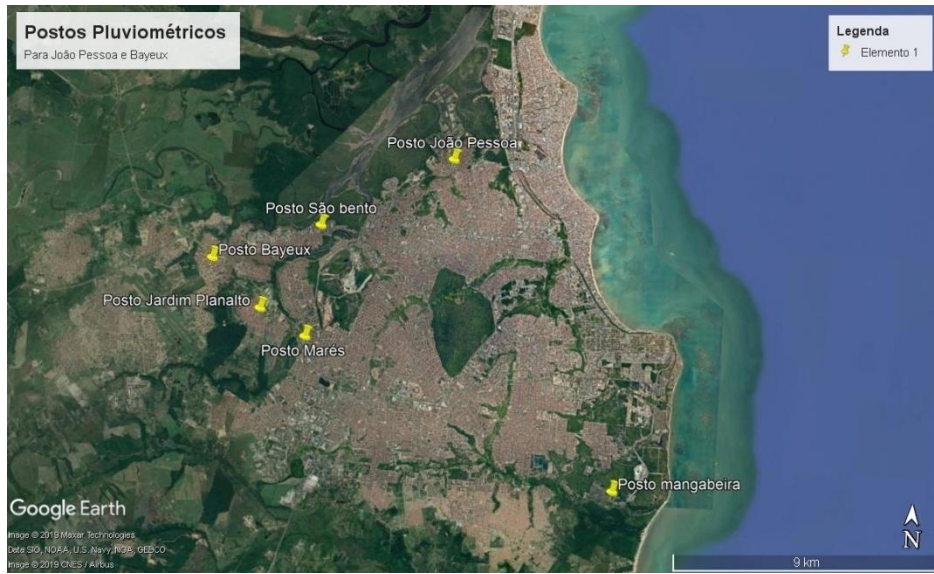 Postos Pluviométricos
Para João Pessoa e Bayeux
Legenda
Elemento 1
Posto João Pessoa
Posto São bento
Posto Bayeux
Posto Jardim Planalto
Posto Marés
Posto mangabeira
Google Earth
Image © 2019 Maxar Technologies
Data SIO, NOAA, U.S. Navy, NGA, GEBCO
Image © 2019 CNES / Airbus
N
9 km